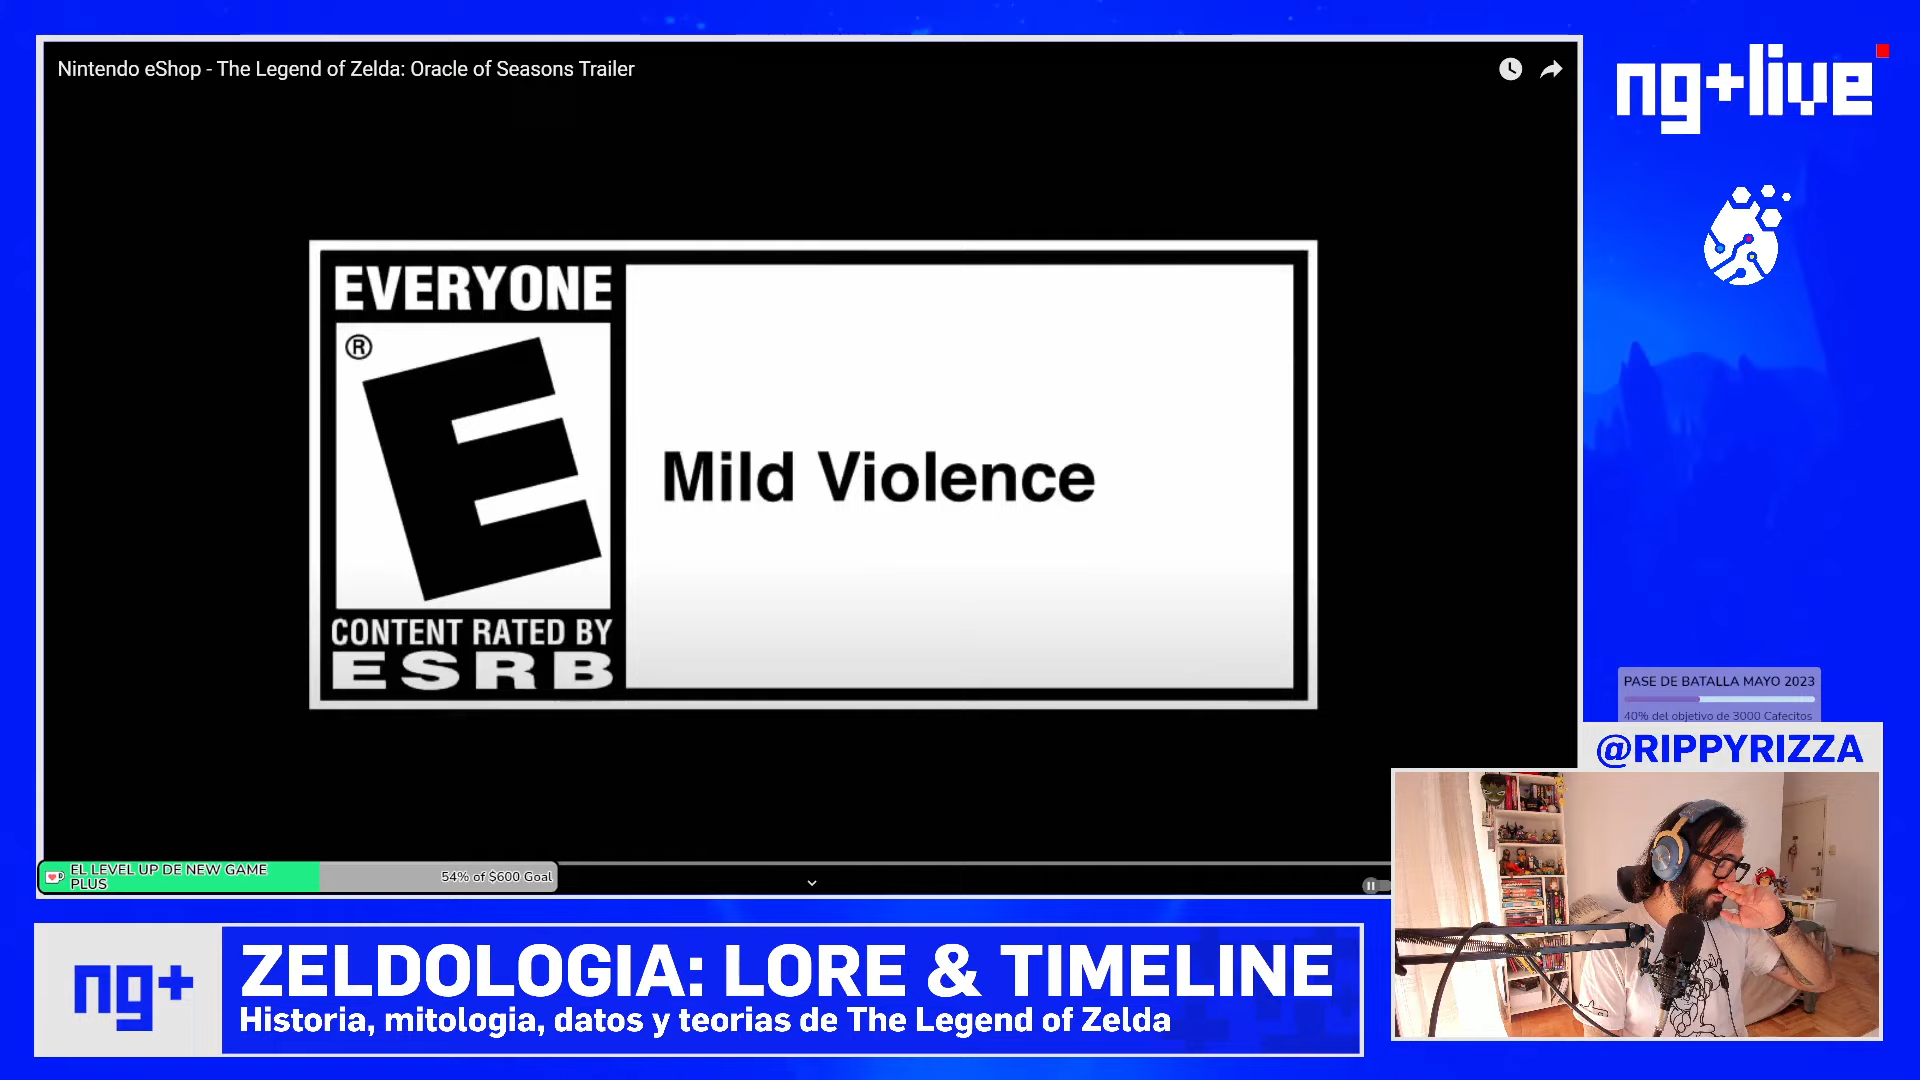 Nintendo eShop - The Legend of Zelda: Oracle of Seasons Trailer
ng+live
EVERYONE
®
E
CONTENT RATED BY
ESRB
Mild Violence
PASE DE BATALLA MAYO 2023
40% del objetivo de 3000 Cafecitos
@RIPPYRIZZA
EL LEVEL UP DE NEW GAME
PLUS
54% of $600 Goal
ng+
ZELDOLOGIA: LORE & TIMELINE
Historia, mitologia, datos y teorias de The Legend of Zelda